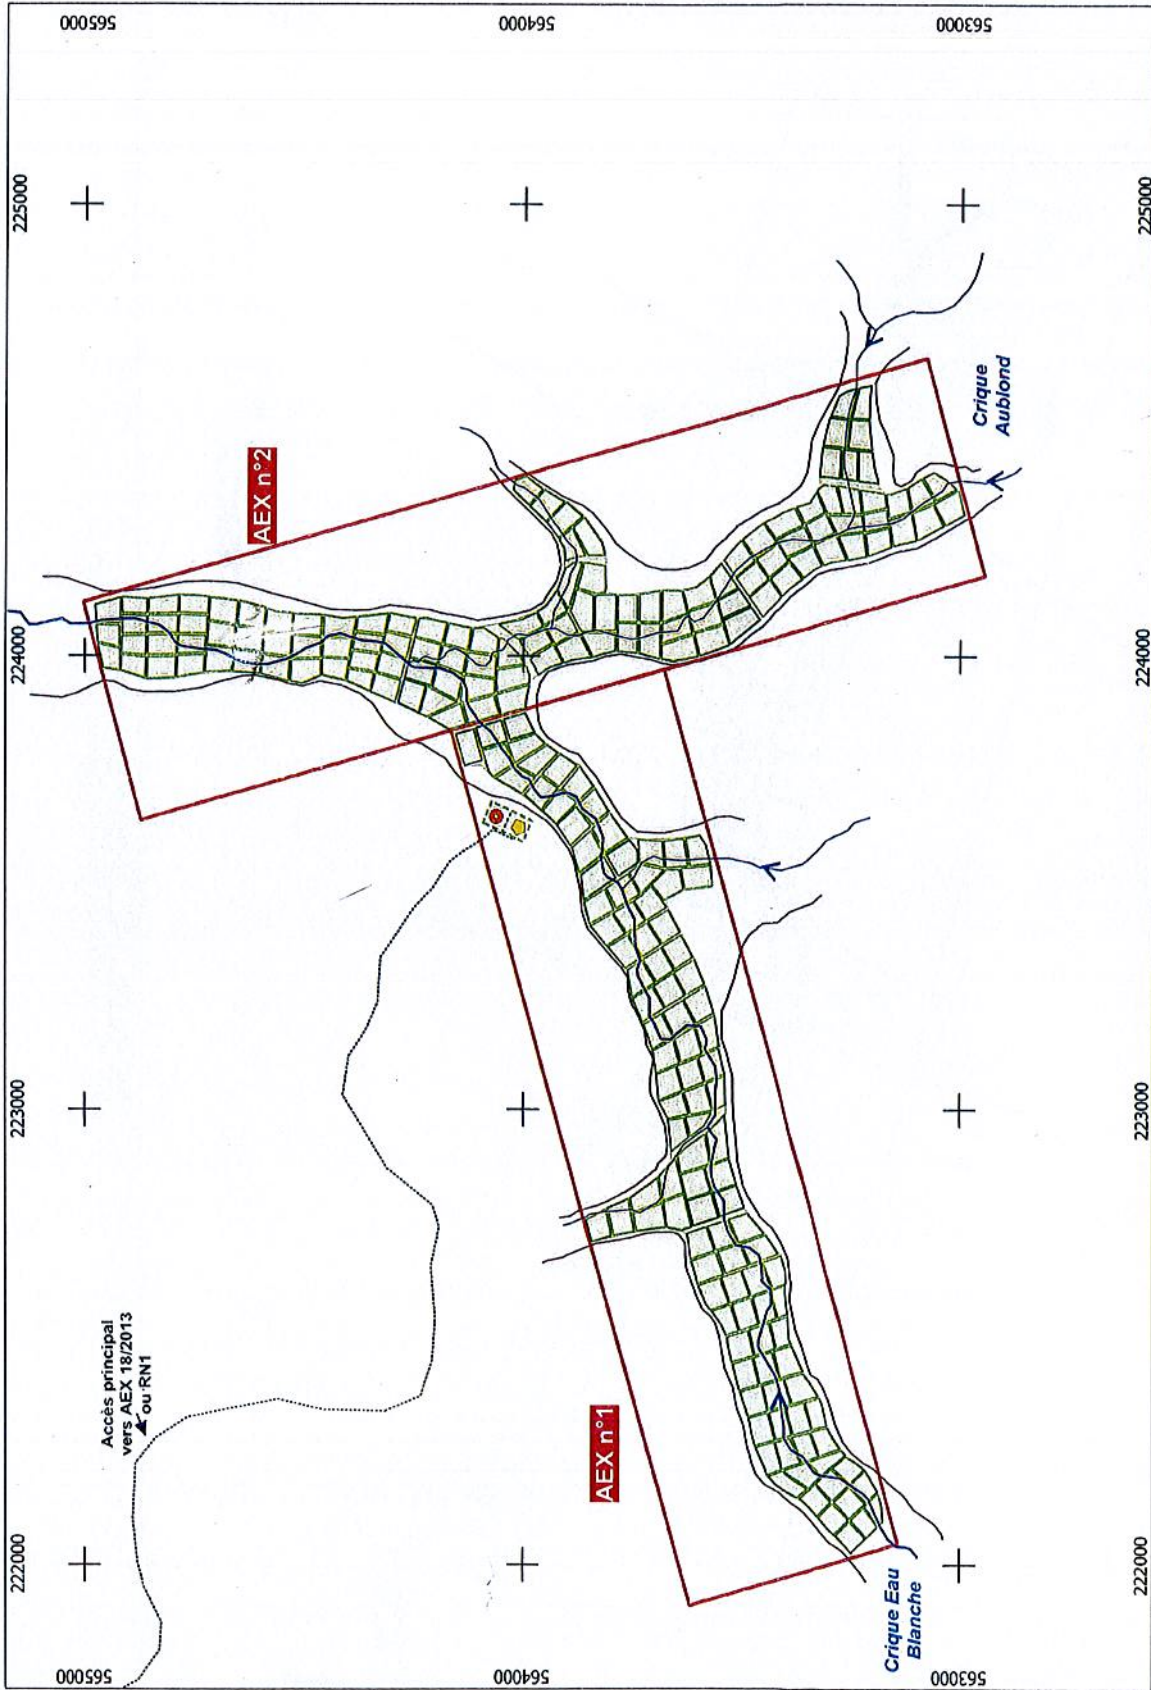 565000
564000
563000
225000
225000
AEX n°2
Crique
Aublond
224000
224000
223000
223000
Accès principal
vers AEX 18/2013
ou RN1
AEX n°1
222000
222000
Crique Eau
Blanche
565000
564000
563000